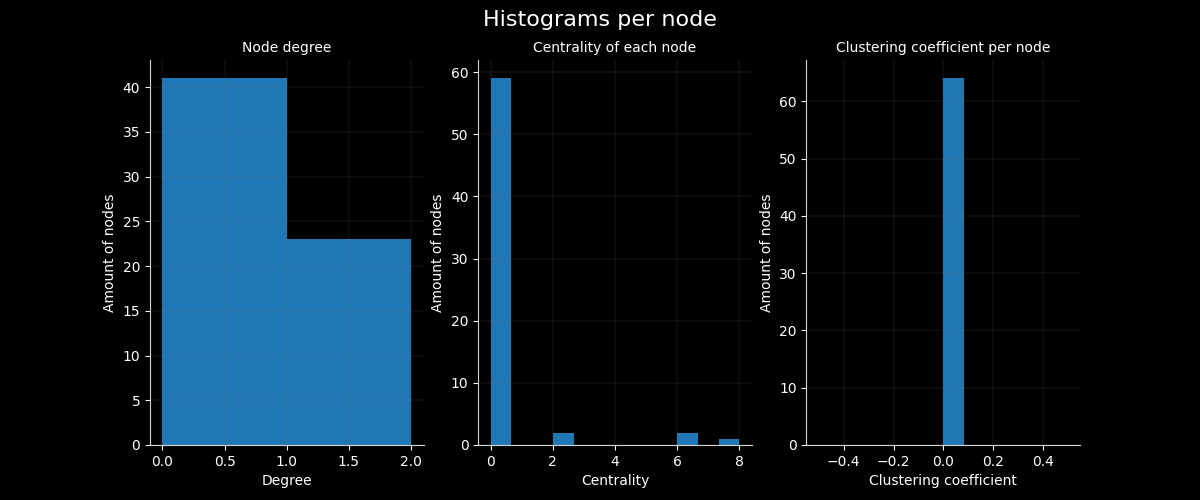 Histograms per node
Node degree
Amount of nodes
40
35
30
25
20
15
10
5
0
0.0 0.5 1.0 1.5 2.0
Degree
Centrality of each node
Amount of nodes
60
50
40
30
20
10
0
0 2 4 6 8
Centrality
Clustering coefficient per node
Amount of nodes
60
50
40
30
20
10
0
−0.4 −0.2 0.0 0.2 0.4
Clustering coefficient